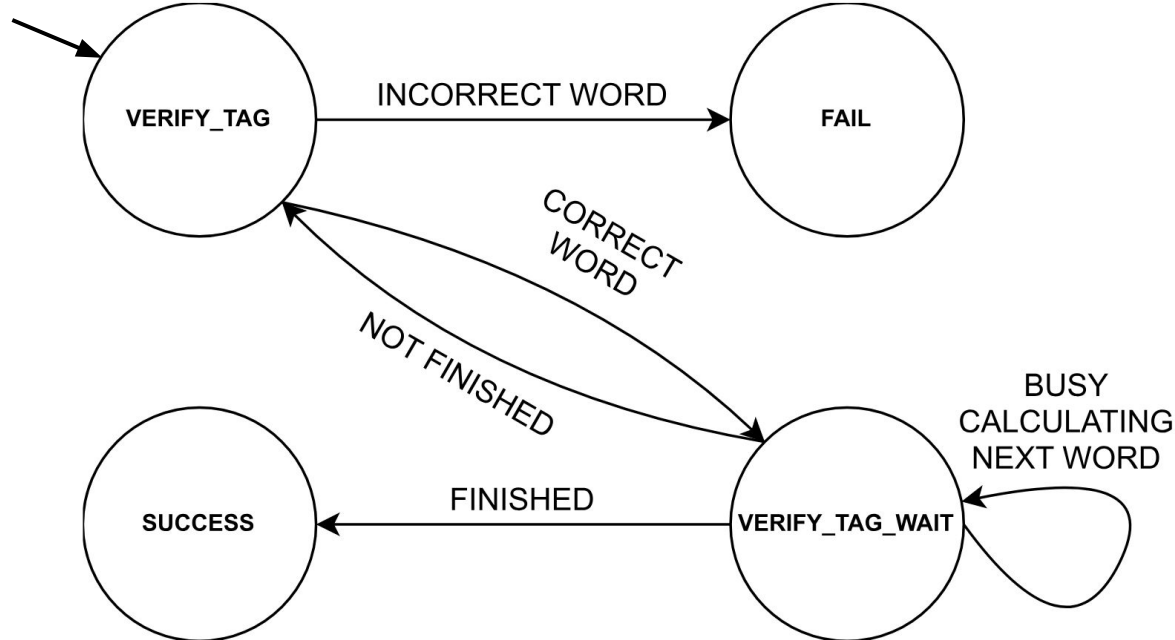 INCORRECT WORD
VERIFY_TAG
FAIL
CORRECT
WORD
NOT FINISHED
BUSY
CALCULATING
NEXT WORD
FINISHED
SUCCESS
VERIFY_TAG_WAIT